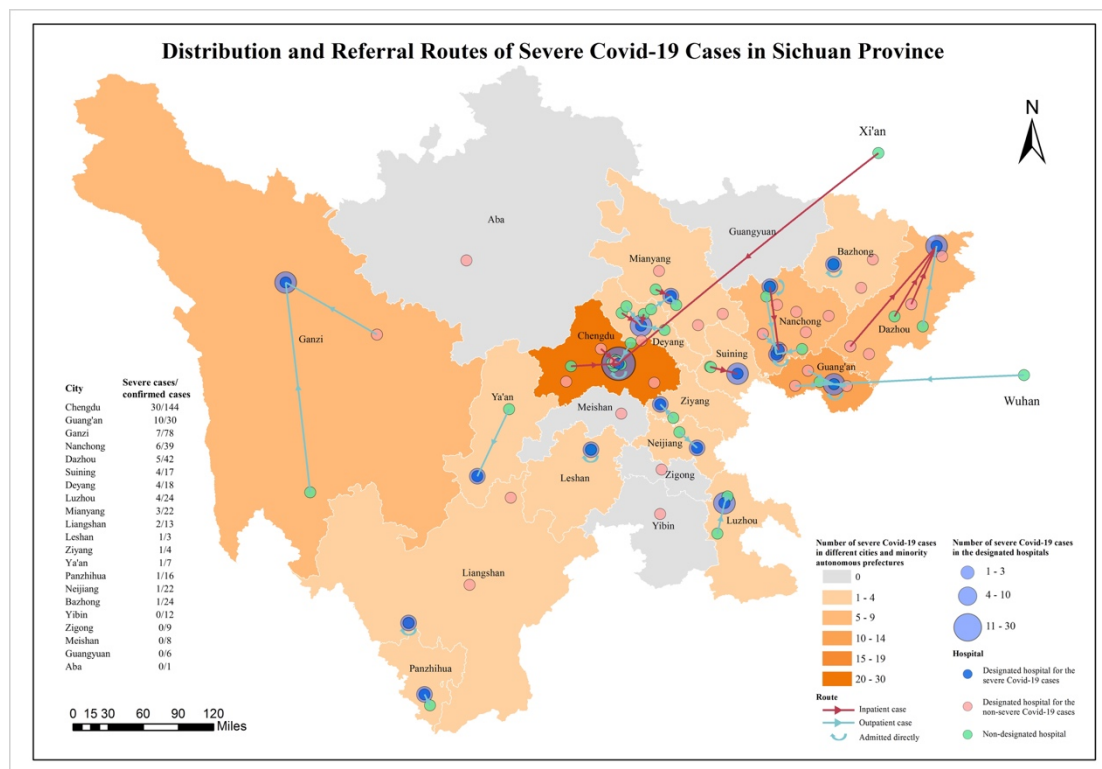 Distribution and Referral Routes of Severe Covid-19 Cases in Sichuan Province
N
Xi'an
Aba
Guangyuan
Bazhong
Mianyang
Nanchong
Dazhou
Ganzi
Chengdu
Deyang
Suining
Guang'an
Wuhan
Ya'an
Meishan
Ziyang
Neijiang
Leshan
Zigong
Yibin
Luzhou
Liangshan
Panzhihua
City Severe cases/
confirmed cases
Chengdu 30/144
Guang'an 10/30
Ganzi 7/78
Nanchong 6/39
Dazhou 5/42
Suining 4/17
Deyang 4/18
Luzhou 4/24
Mianyang 3/22
Liangshan 2/13
Leshan 1/3
Ziyang 1/4
Ya'an 1/7
Panzhihua 1/16
Neijiang 1/22
Bazhong 1/24
Yibin 0/12
Zigong 0/9
Meishan 0/8
Guangyuan 0/6
Aba 0/1
0 15 30 60 90 120
Miles
Number of severe Covid-19 cases
in different cities and minority
autonomous prefectures
0
1 - 4
5 - 9
10 - 14
15 - 19
20 - 30
Route
Inpatient case
Outpatient case
Admitted directly
Number of severe Covid-19 cases
in the designated hospitals
1 - 3
4 - 10
11 - 30
Hospital
Designated hospital for the
severe Covid-19 cases
Designated hospital for the
non-severe Covid-19 cases
Non-designated hospital